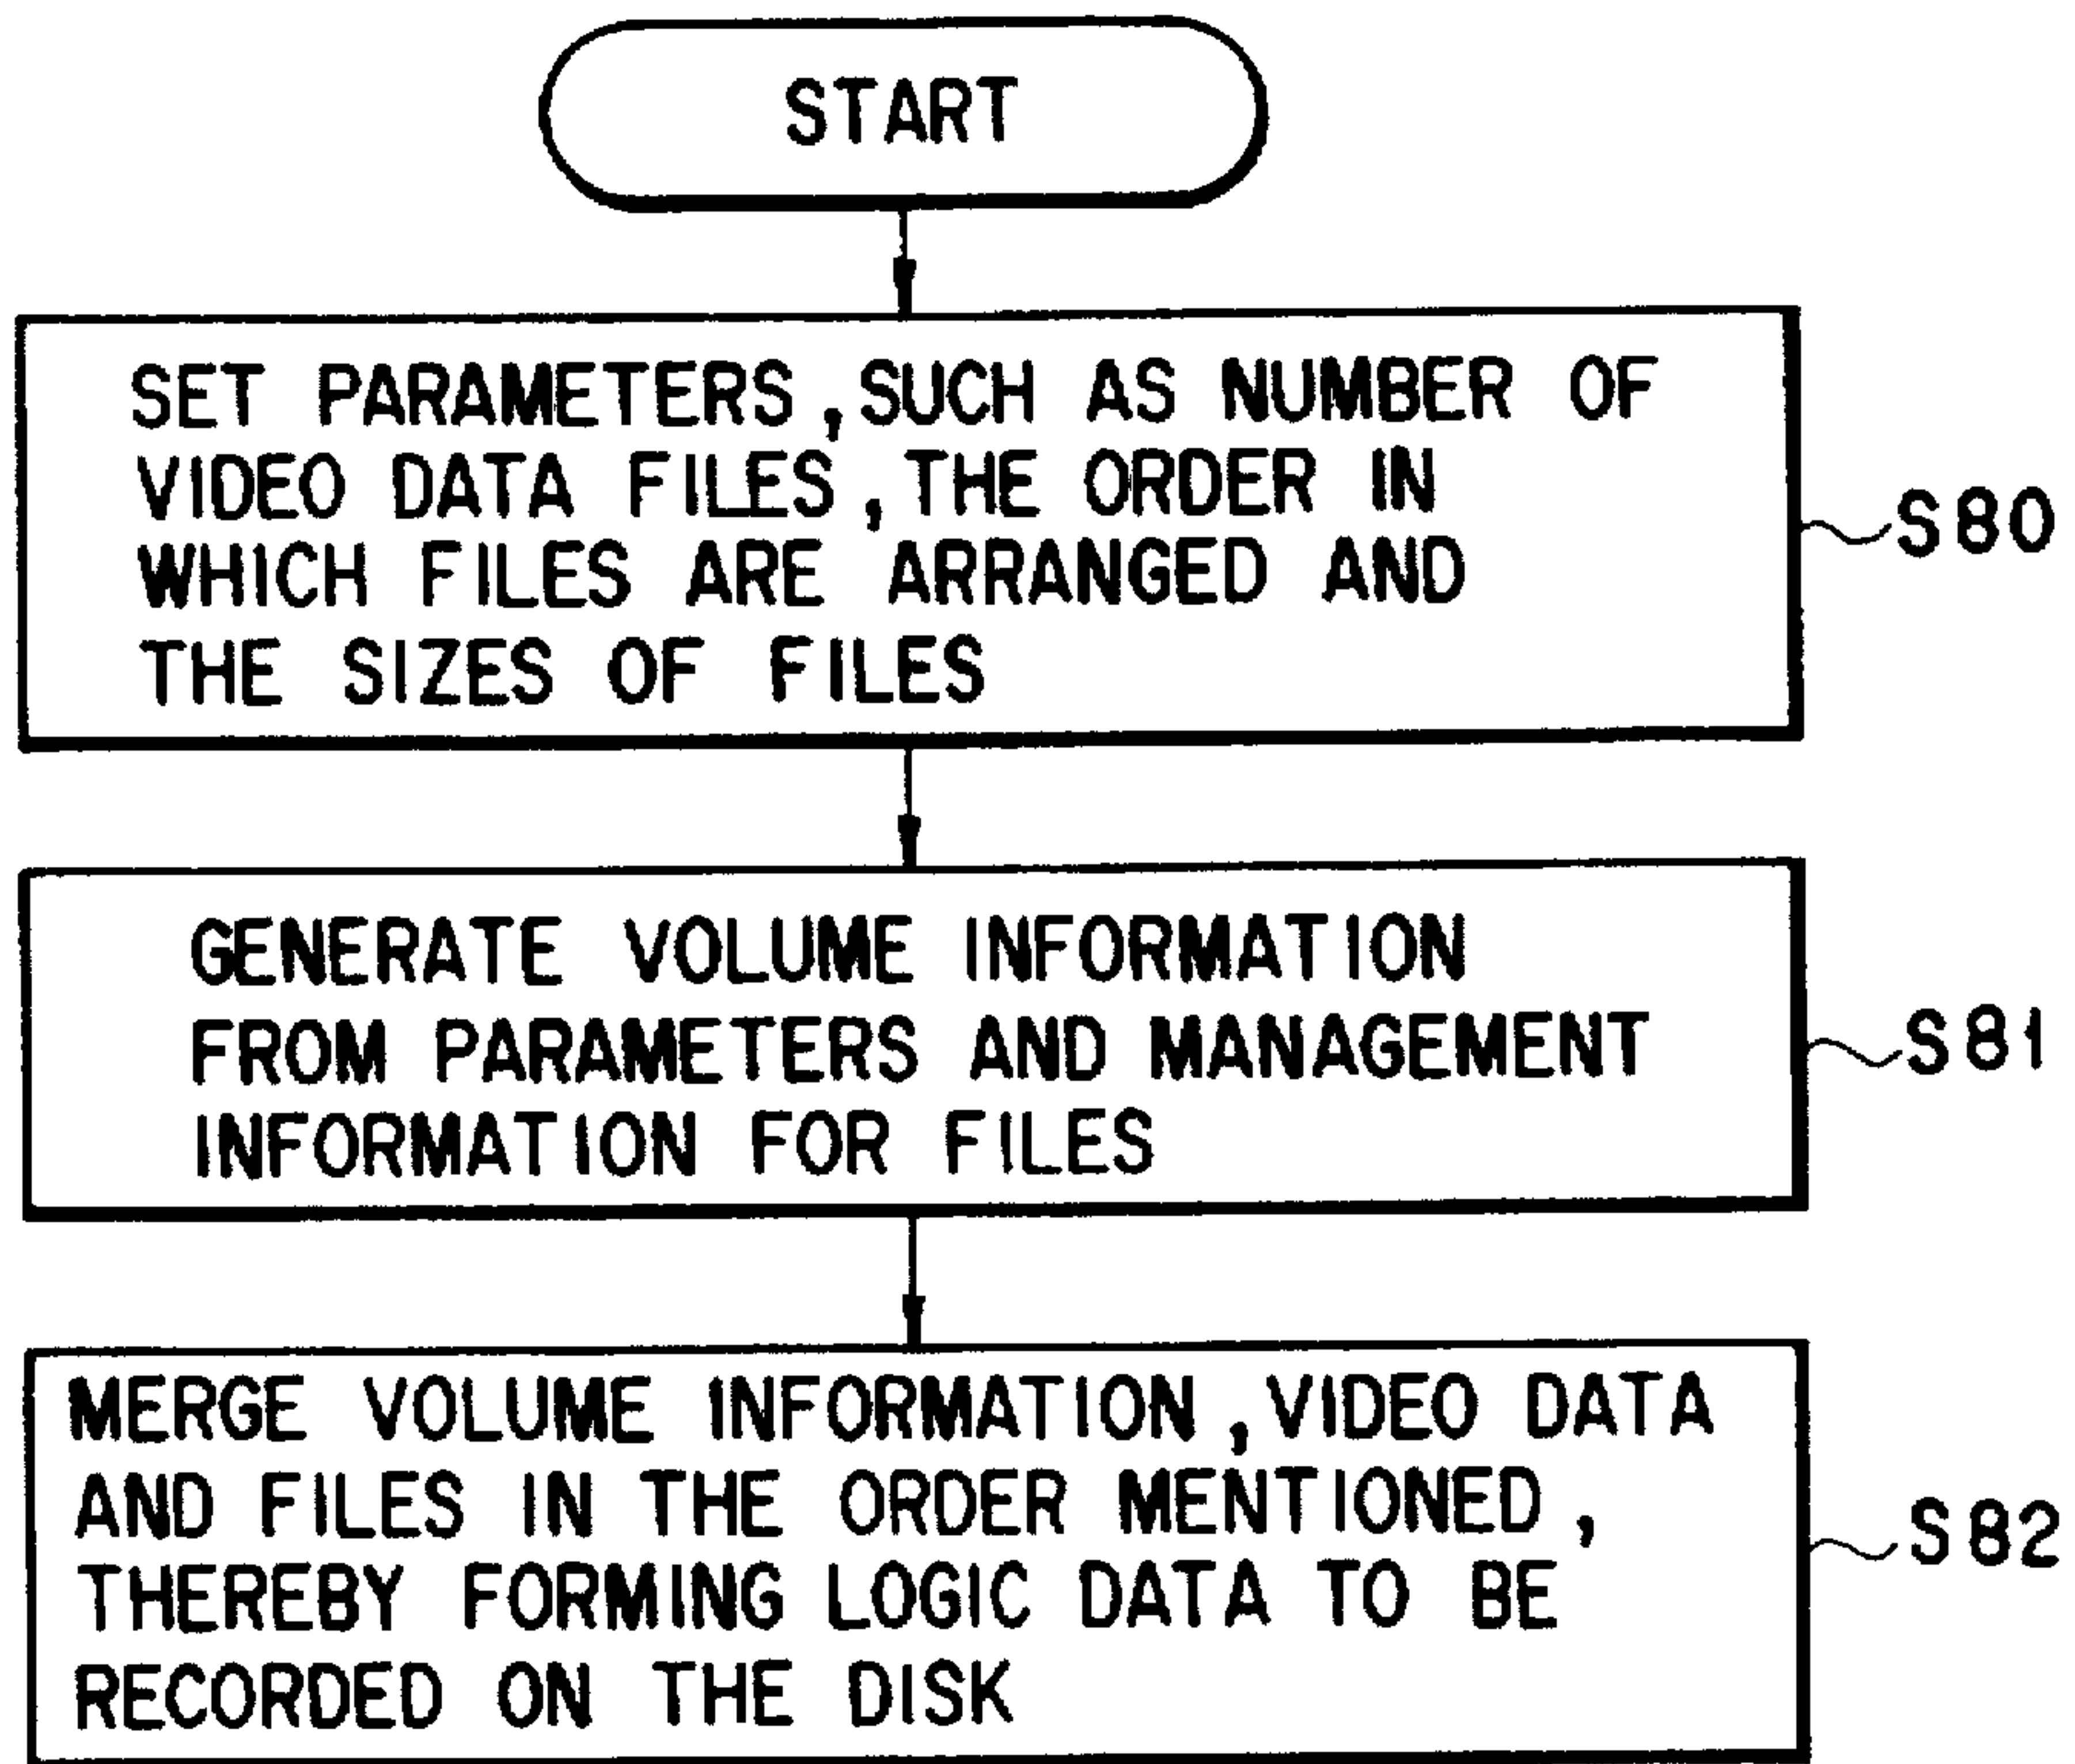 START
SET PARAMETERS, SUCH AS NUMBER OF
VIDEO DATA FILES, THE ORDER IN
WHICH FILES ARE ARRANGED AND
THE SIZES OF FILES
S80
GENERATE VOLUME INFORMATION
FROM PARAMETERS AND MANAGEMENT
INFORMATION FOR FILES
S81
MERGE VOLUME INFORMATION, VIDEO DATA
AND FILES IN THE ORDER MENTIONED,
THEREBY FORMING LOGIC DATA TO BE
RECORDED ON THE DISK
S82